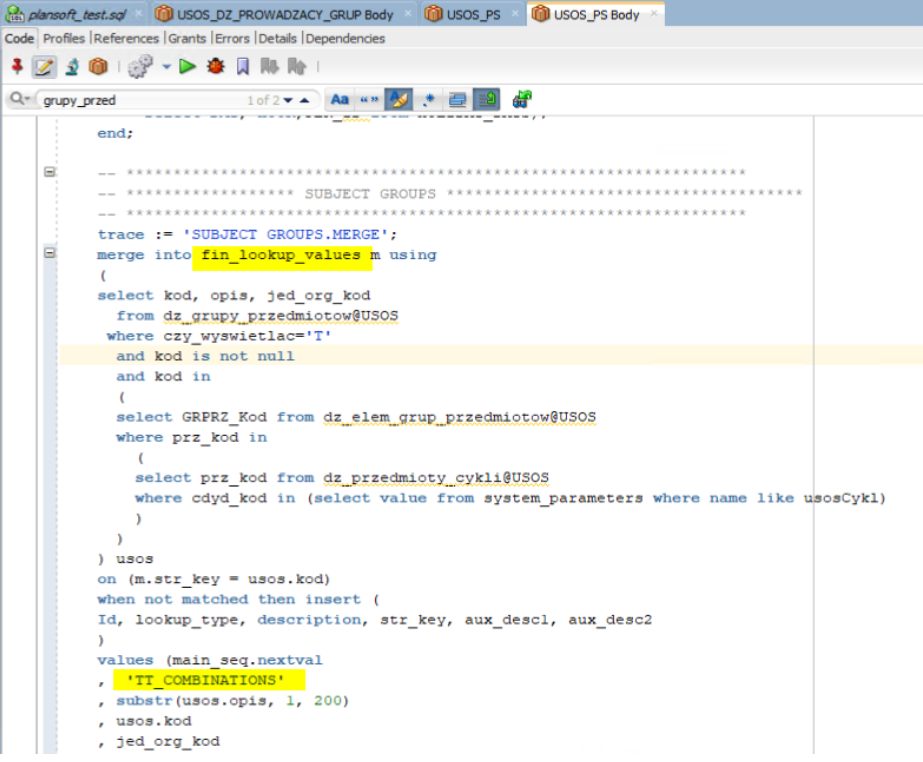 plansoft_test.sql USOS_DZ_PROWADZACY_GRUP Body USOS_PS USOS_PS Body
Code Profiles |References |Grants |Errors |Details |Dependencies
grupy_przed 1 of 2 Aa “ ” .*
end;
-- ******************************************************************
-- ****************** SUBJECT GROUPS **************************************
-- ******************************************************************
trace := 'SUBJECT GROUPS.MERGE';
merge into fin_lookup_values m using
(
select kod, opis, jed_org_kod
from dz_grupy_przedmiotow@USOS
where czy_wyswietlac='T'
and kod is not null
and kod in
(
select GRPRZ_Kod from dz_elem_grup_przedmiotow@USOS
where prz_kod in
(
select prz_kod from dz_przedmioty_cykli@USOS
where cdyd_kod in (select value from system_parameters where name like usosCykl)
)
)
) usos
on (m.str_key = usos.kod)
when not matched then insert (
Id, lookup_type, description, str_key, aux_desc1, aux_desc2
)
values (main_seq.nextval
, 'TT_COMBINATIONS'
, substr(usos.opis, 1, 200)
, usos.kod
, jed_org_kod